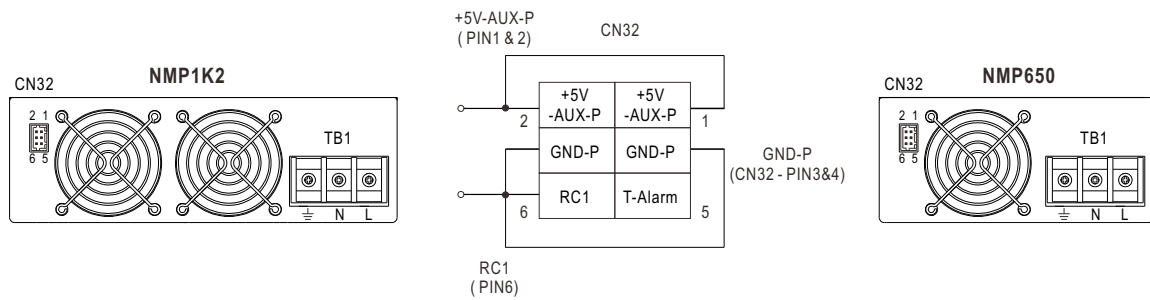 NMP1K2
CN32
2 1
6 5
TB1
N L
+5V-AUX-P
( PIN1 & 2)
CN32
+5V
-AUX-P
+5V
-AUX-P
2
1
GND-P
GND-P
RC1
T-Alarm
6
5
GND-P
(CN32 - PIN3&4)
RC1
( PIN6)
NMP650
CN32
2 1
6 5
TB1
N L